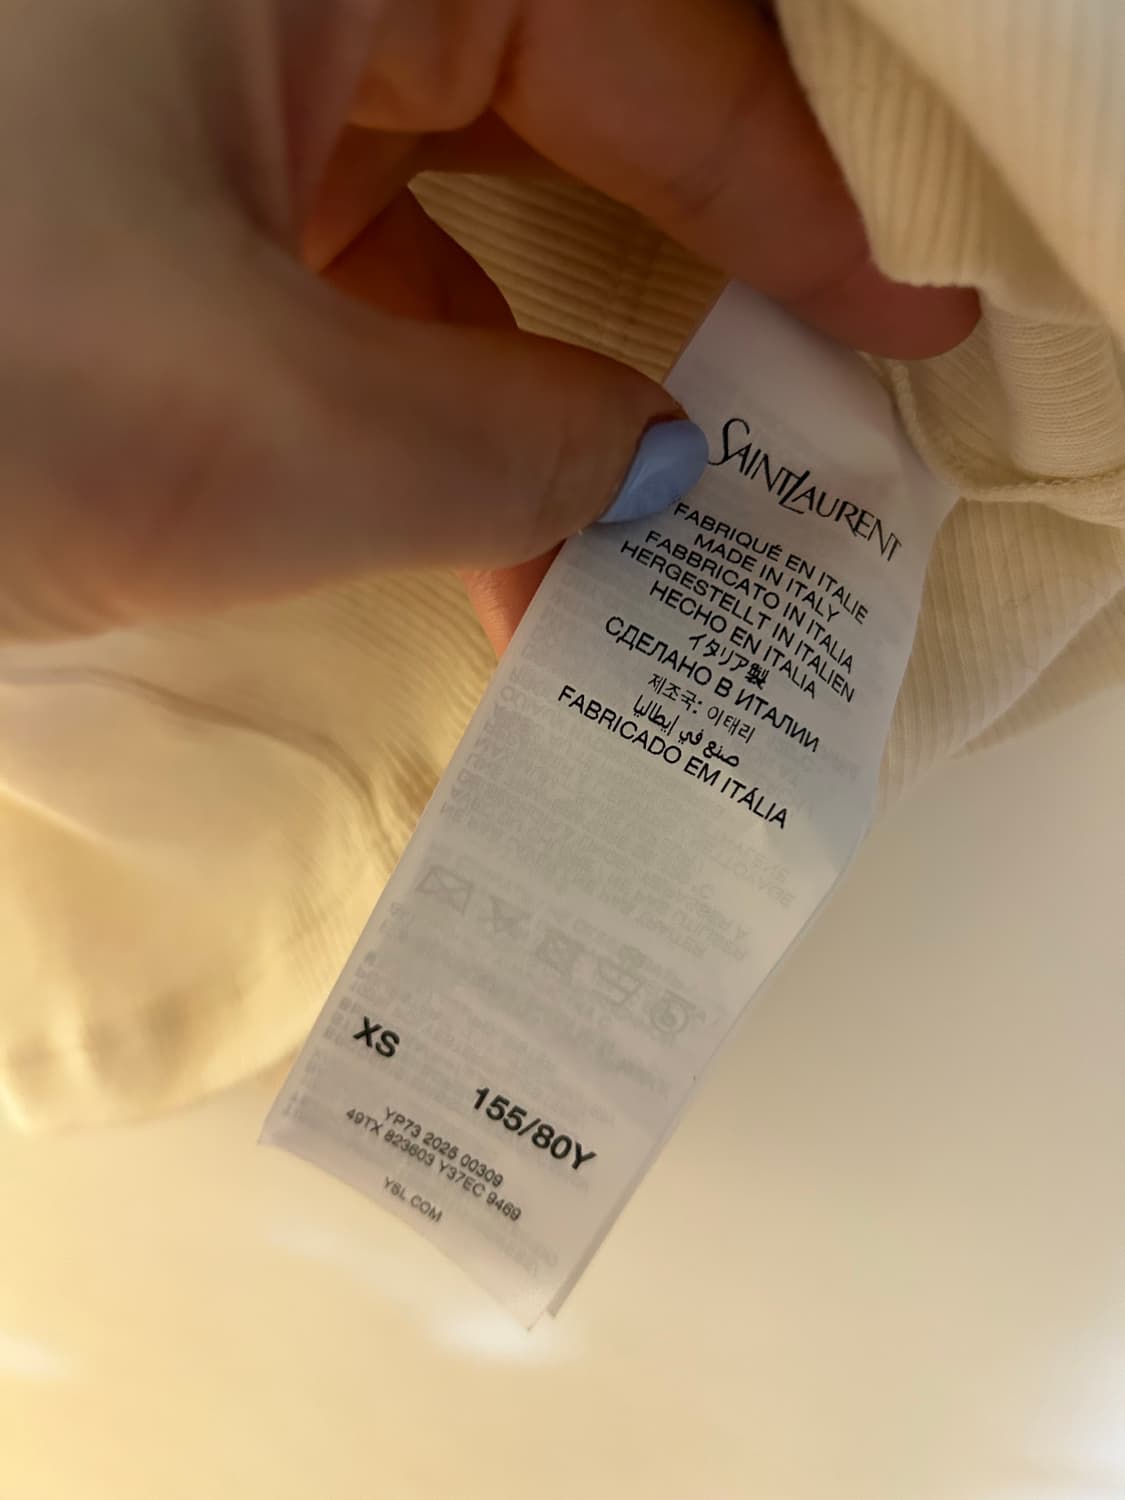 SAINT LAURENT
FABRIQUÉ EN ITALIE
MADE IN ITALY
FABBRICATO IN ITALIA
HERGESTELLT IN ITALIEN
HECHO EN ITALIA
イタリア製
СДЕЛАНО В ИТАЛИИ
제조국: 이태리
صنع في إيطاليا
FABRICADO EM ITÁLIA
XS
155/80Y
YP73 2025 00309
49TX 823603 Y37EC 9469
YSL.COM